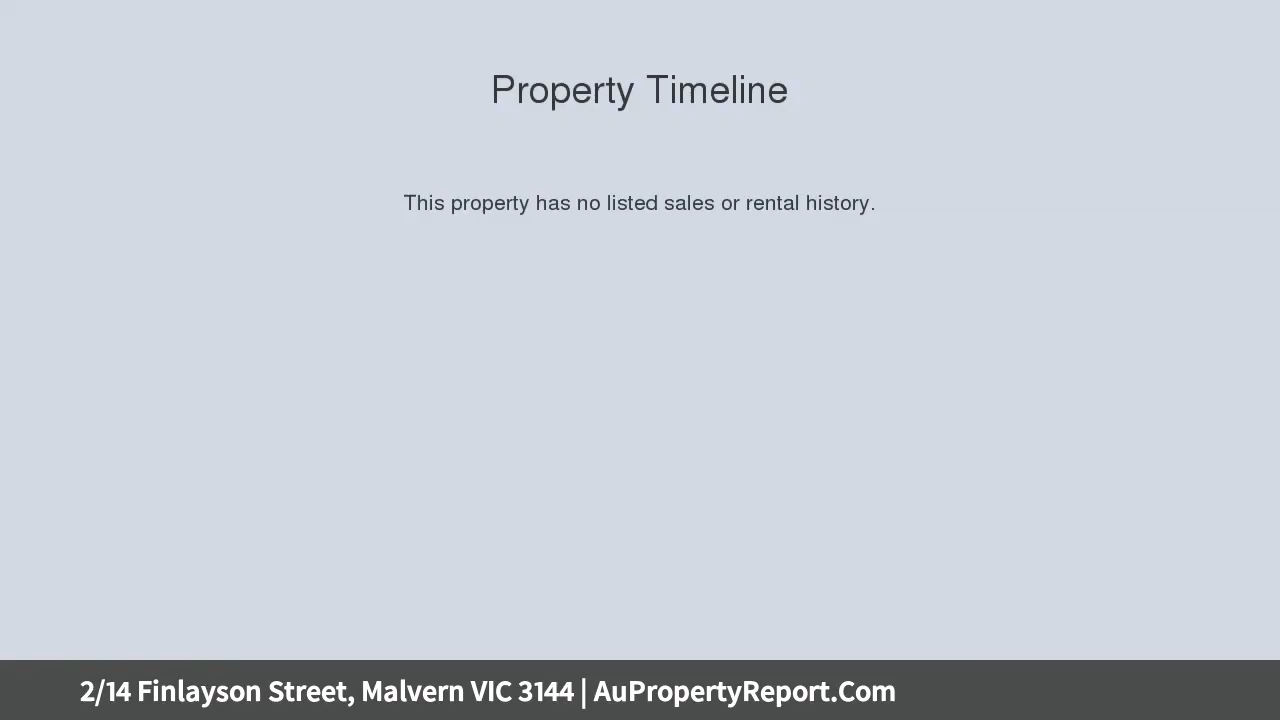 Property Timeline
This property has no listed sales or rental history.
2/14 Finlayson Street, Malvern VIC 3144 | AuPropertyReport.Com